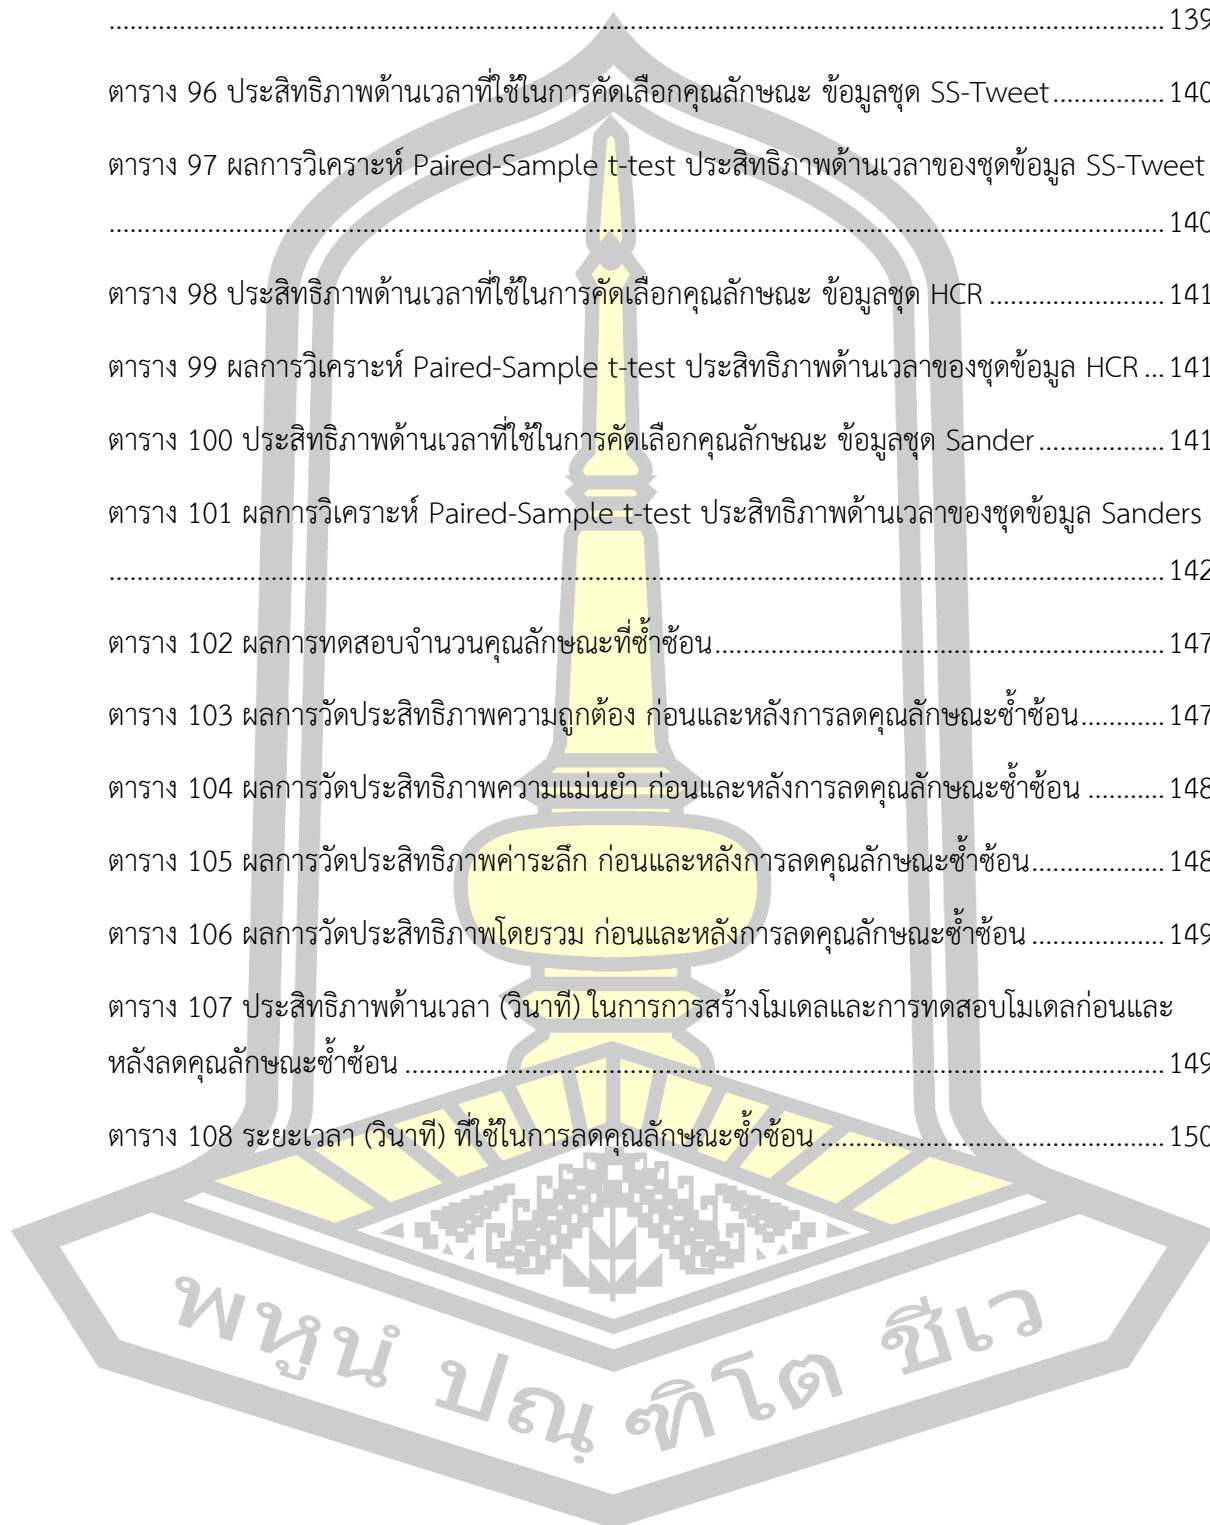 ........................................................................................................................................................ 139
ตาราง 96 ประสิทธิภาพด้านเวลาที่ใช้ในการคัดเลือกคุณลักษณะ ข้อมูลชุด SS-Tweet................ 140
ตาราง 97 ผลการวิเคราะห์ Paired-Sample t-test ประสิทธิภาพด้านเวลาของชุดข้อมูล SS-Tweet
........................................................................................................................................................ 140
ตาราง 98 ประสิทธิภาพด้านเวลาที่ใช้ในการคัดเลือกคุณลักษณะ ข้อมูลชุด HCR ......................... 141
ตาราง 99 ผลการวิเคราะห์ Paired-Sample t-test ประสิทธิภาพด้านเวลาของชุดข้อมูล HCR ... 141
ตาราง 100 ประสิทธิภาพด้านเวลาที่ใช้ในการคัดเลือกคุณลักษณะ ข้อมูลชุด Sander.................. 141
ตาราง 101 ผลการวิเคราะห์ Paired-Sample t-test ประสิทธิภาพด้านเวลาของชุดข้อมูล Sanders
........................................................................................................................................................ 142
ตาราง 102 ผลการทดสอบจำนวนคุณลักษณะที่ซ้ำซ้อน................................................................. 147
ตาราง 103 ผลการวัดประสิทธิภาพความถูกต้อง ก่อนและหลังการลดคุณลักษณะซ้ำซ้อน............ 147
ตาราง 104 ผลการวัดประสิทธิภาพความแม่นยำ ก่อนและหลังการลดคุณลักษณะซ้ำซ้อน ........... 148
ตาราง 105 ผลการวัดประสิทธิภาพค่าระลึก ก่อนและหลังการลดคุณลักษณะซ้ำซ้อน................... 148
ตาราง 106 ผลการวัดประสิทธิภาพโดยรวม ก่อนและหลังการลดคุณลักษณะซ้ำซ้อน ................... 149
ตาราง 107 ประสิทธิภาพด้านเวลา (วินาที) ในการการสร้างโมเดลและการทดสอบโมเดลก่อนและ
หลังลดคุณลักษณะซ้ำซ้อน ............................................................................................................. 149
ตาราง 108 ระยะเวลา (วินาที) ที่ใช้ในการลดคุณลักษณะซ้ำซ้อน ................................................. 150
พหูนํ ปณฺฑิโต ชีเว